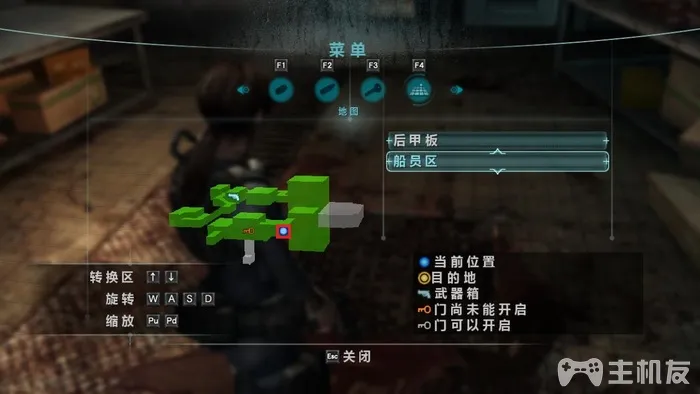 菜单
F1 F2 F3 F4
地图
后甲板
船员区
转换区 ↑ ↓
旋转 W A S D
缩放 Pu Pd
当前位置
目的地
武器箱
门尚未能开启
门可以开启
Esc 关闭
主机友